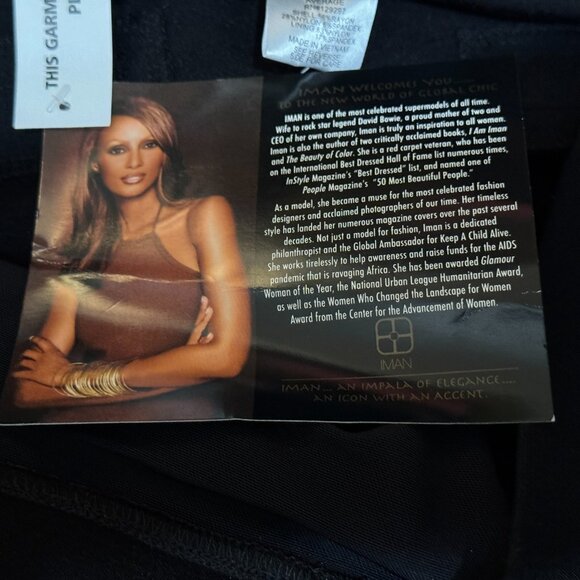 THIS GARM
AVERAGE
MADE IN VIETNAM
SEE REVERSE
SIDE FOR CARE
IMAN WELCOMES YOU.....
TO THE NEW WORLD OF GLOBAL CHIC
IMAN is one of the most celebrated supermodels of all time.
Wife to rock star legend David Bowie, a proud mother of two and
CEO of her own company, Iman is truly an inspiration to all women.
Iman is also the author of two critically acclaimed books, I Am Iman
and The Beauty of Color. She is a red carpet veteran, who has been
on the International Best Dressed Hall of Fame list numerous times,
InStyle Magazine's "Best Dressed" list, and named one of
People Magazine's "50 Most Beautiful People."
As a model, she became a muse for the most celebrated fashion
designers and acclaimed photographers of our time. Her timeless
style has landed her numerous magazine covers over the past several
decades. Not just a model for fashion, Iman is a dedicated
philanthropist and the Global Ambassador for Keep A Child Alive.
She works tirelessly to help awareness and raise funds for the AIDS
pandemic that is ravaging Africa. She has been awarded Glamour
Woman of the Year, the National Urban League Humanitarian Award,
as well as the Women Who Changed the Landscape for Women
Award from the Center for the Advancement of Women.
IMAN
IMAN... AN IMPALA OF ELEGANCE.....
AN ICON WITH AN ACCENT.